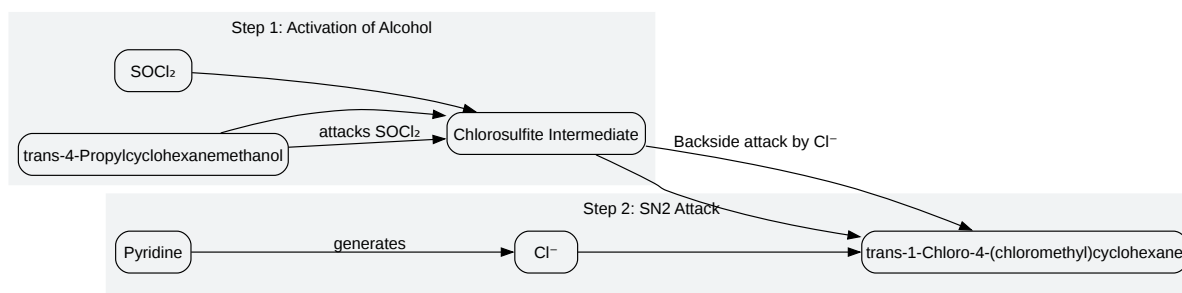 Step 1: Activation of Alcohol
SOCl₂
trans-4-Propylcyclohexanemethanol
attacks SOCl₂
Chlorosulfite Intermediate
Backside attack by Cl⁻
Step 2: SN2 Attack
Pyridine
generates
Cl⁻
trans-1-Chloro-4-(chloromethyl)cyclohexane